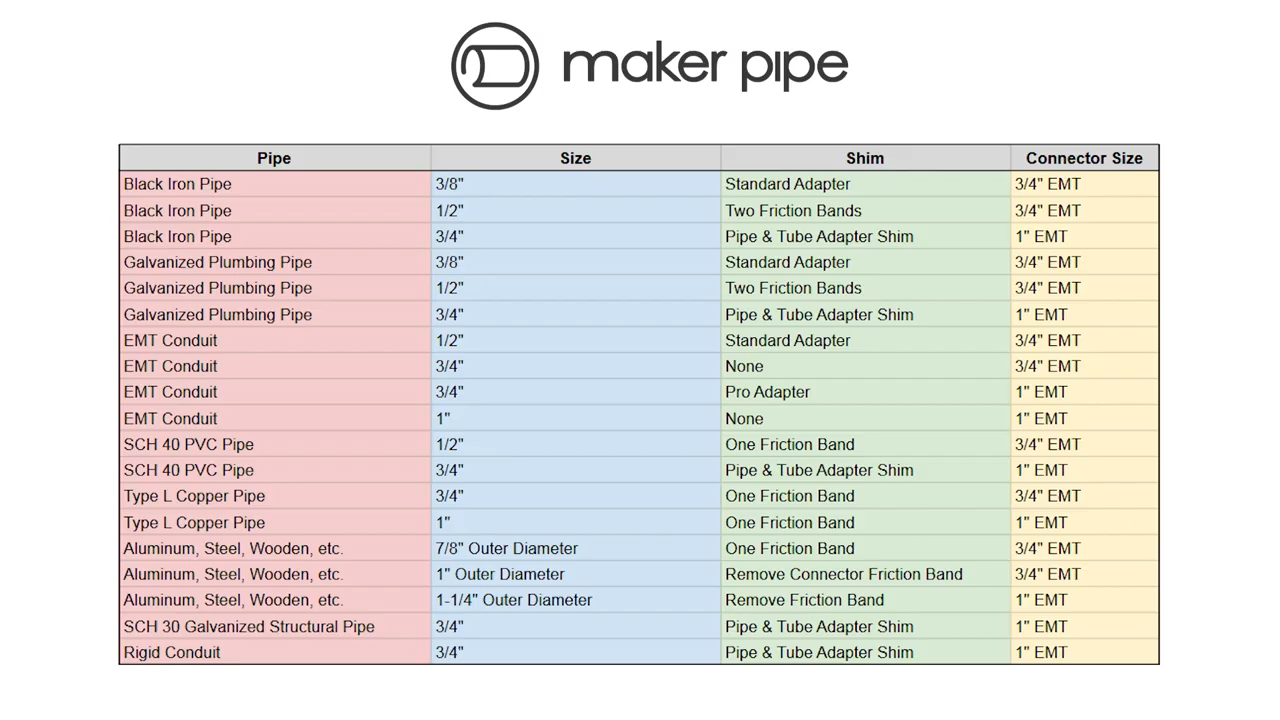 maker pipe
Pipe Size Shim Connector Size
Black Iron Pipe 3/8" Standard Adapter 3/4" EMT
Black Iron Pipe 1/2" Two Friction Bands 3/4" EMT
Black Iron Pipe 3/4" Pipe & Tube Adapter Shim 1" EMT
Galvanized Plumbing Pipe 3/8" Standard Adapter 3/4" EMT
Galvanized Plumbing Pipe 1/2" Two Friction Bands 3/4" EMT
Galvanized Plumbing Pipe 3/4" Pipe & Tube Adapter Shim 1" EMT
EMT Conduit 1/2" Standard Adapter 3/4" EMT
EMT Conduit 3/4" None 3/4" EMT
EMT Conduit 3/4" Pro Adapter 1" EMT
EMT Conduit 1" None 1" EMT
SCH 40 PVC Pipe 1/2" One Friction Band 3/4" EMT
SCH 40 PVC Pipe 3/4" Pipe & Tube Adapter Shim 1" EMT
Type L Copper Pipe 3/4" One Friction Band 3/4" EMT
Type L Copper Pipe 1" One Friction Band 1" EMT
Aluminum, Steel, Wooden, etc. 7/8" Outer Diameter One Friction Band 3/4" EMT
Aluminum, Steel, Wooden, etc. 1" Outer Diameter Remove Connector Friction Band 3/4" EMT
Aluminum, Steel, Wooden, etc. 1-1/4" Outer Diameter Remove Friction Band 1" EMT
SCH 30 Galvanized Structural Pipe 3/4" Pipe & Tube Adapter Shim 1" EMT
Rigid Conduit 3/4" Pipe & Tube Adapter Shim 1" EMT